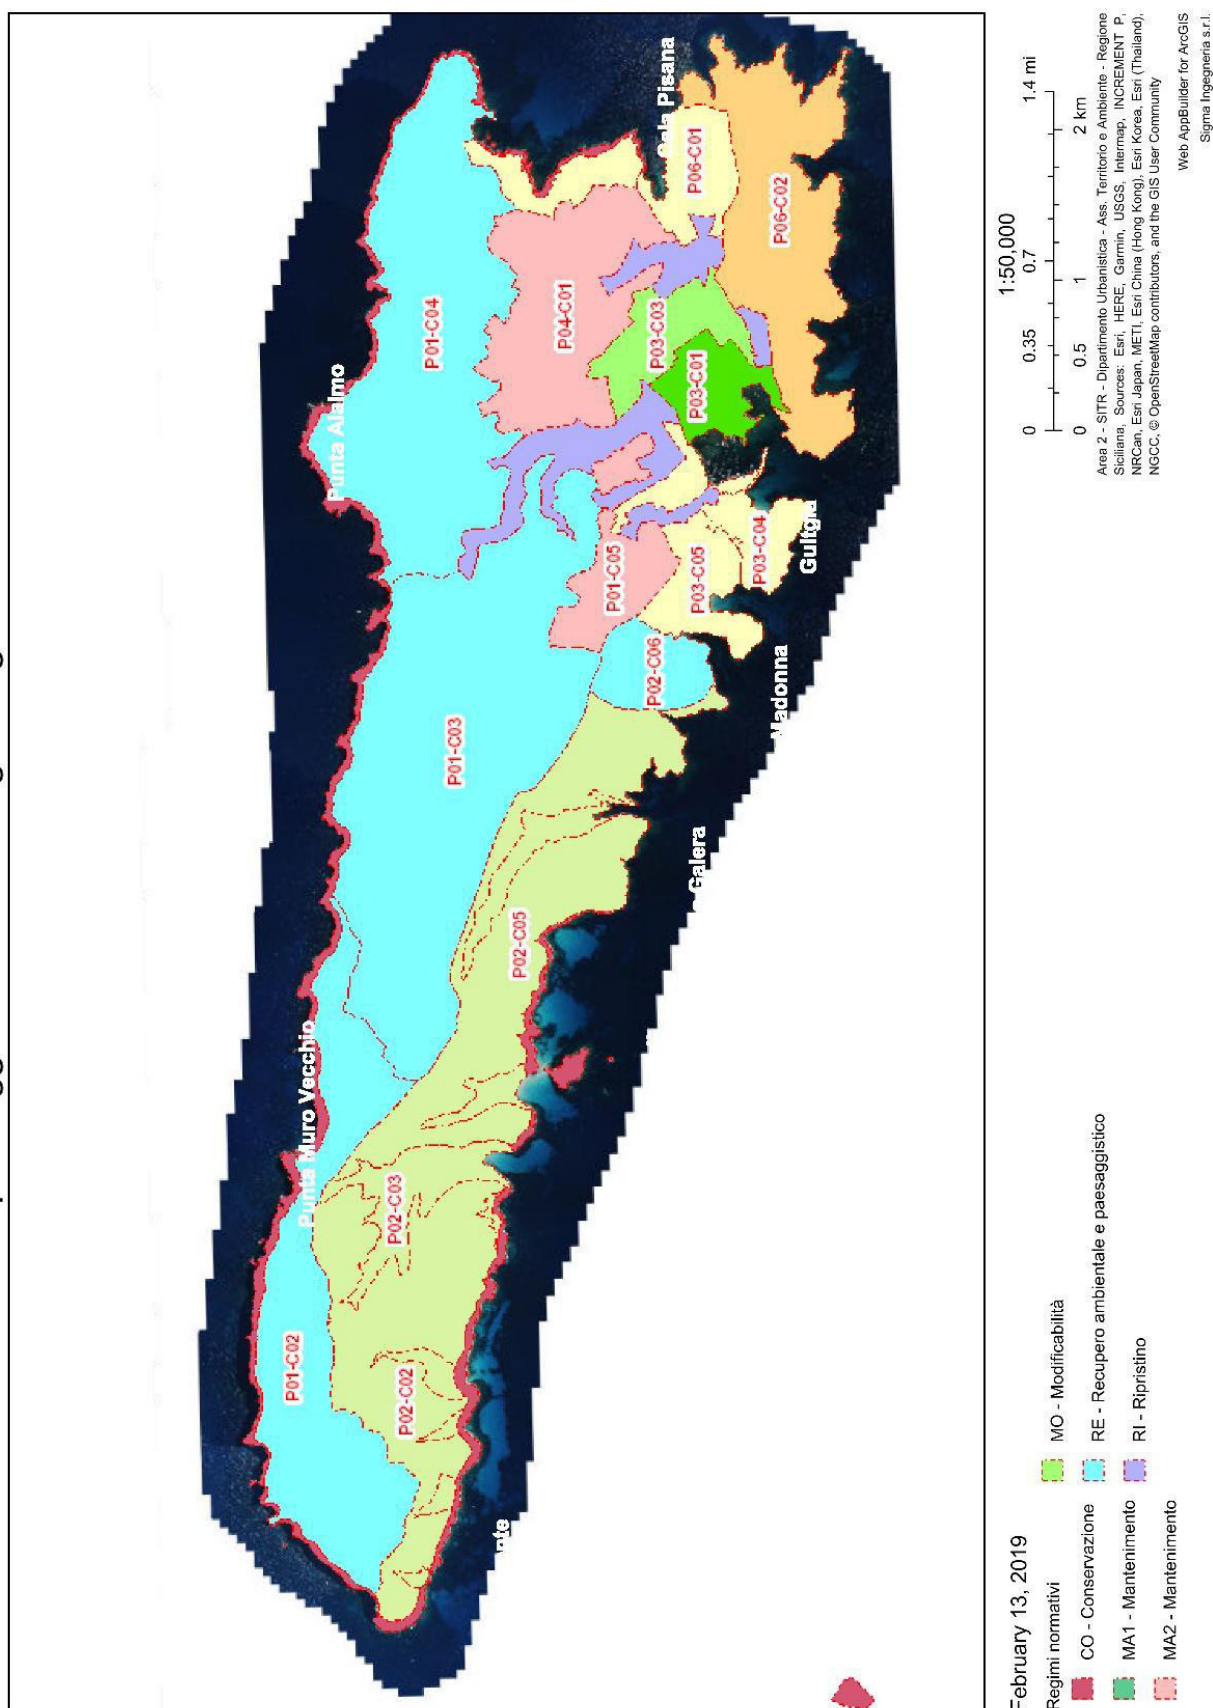 Punta Alaimo
Punta Muro Vecchio
Cala Pisana
Guitgia
Madonna
Galera
nte
P01-C04
P04-C01
P06-C01
P06-C02
P03-C03
P03-C01
P01-C05
P03-C05
P03-C04
P02-C06
P01-C03
P02-C05
P02-C03
P01-C02
P02-C02
February 13, 2019
Regimi normativi
CO - Conservazione
MA1 - Mantenimento
MA2 - Mantenimento
MO - Modificabilità
RE - Recupero ambientale e paesaggistico
RI - Ripristino
1:50,000
0 0.35 0.7 1.4 mi
0 0.5 1 2 km
Area 2 - SITR - Dipartimento Urbanistica - Ass. Territorio e Ambiente - Regione
Siciliana, Sources: Esri, HERE, Garmin, USGS, Intermap, INCREMENT P,
NRCan, Esri Japan, METI, Esri China (Hong Kong), Esri Korea, Esri (Thailand),
NGCC, © OpenStreetMap contributors, and the GIS User Community
Web AppBuilder for ArcGIS
Sigma Ingegneria s.r.l.